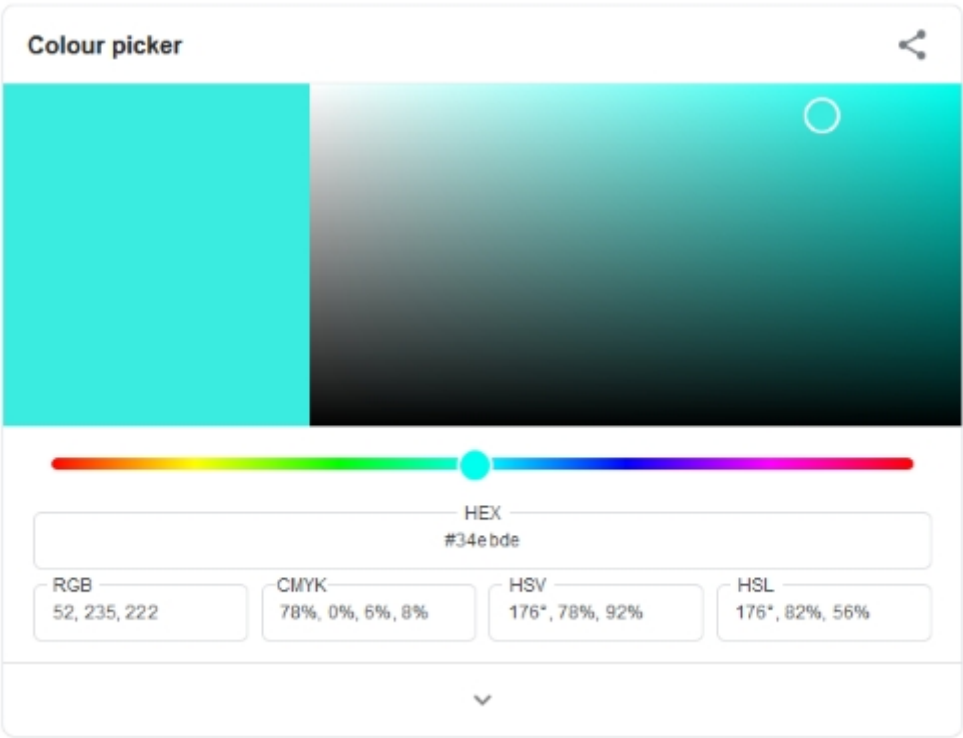 Colour picker
HEX
#34ebde
RGB
52, 235, 222
CMYK
78%, 0%, 6%, 8%
HSV
176°, 78%, 92%
HSL
176°, 82%, 56%